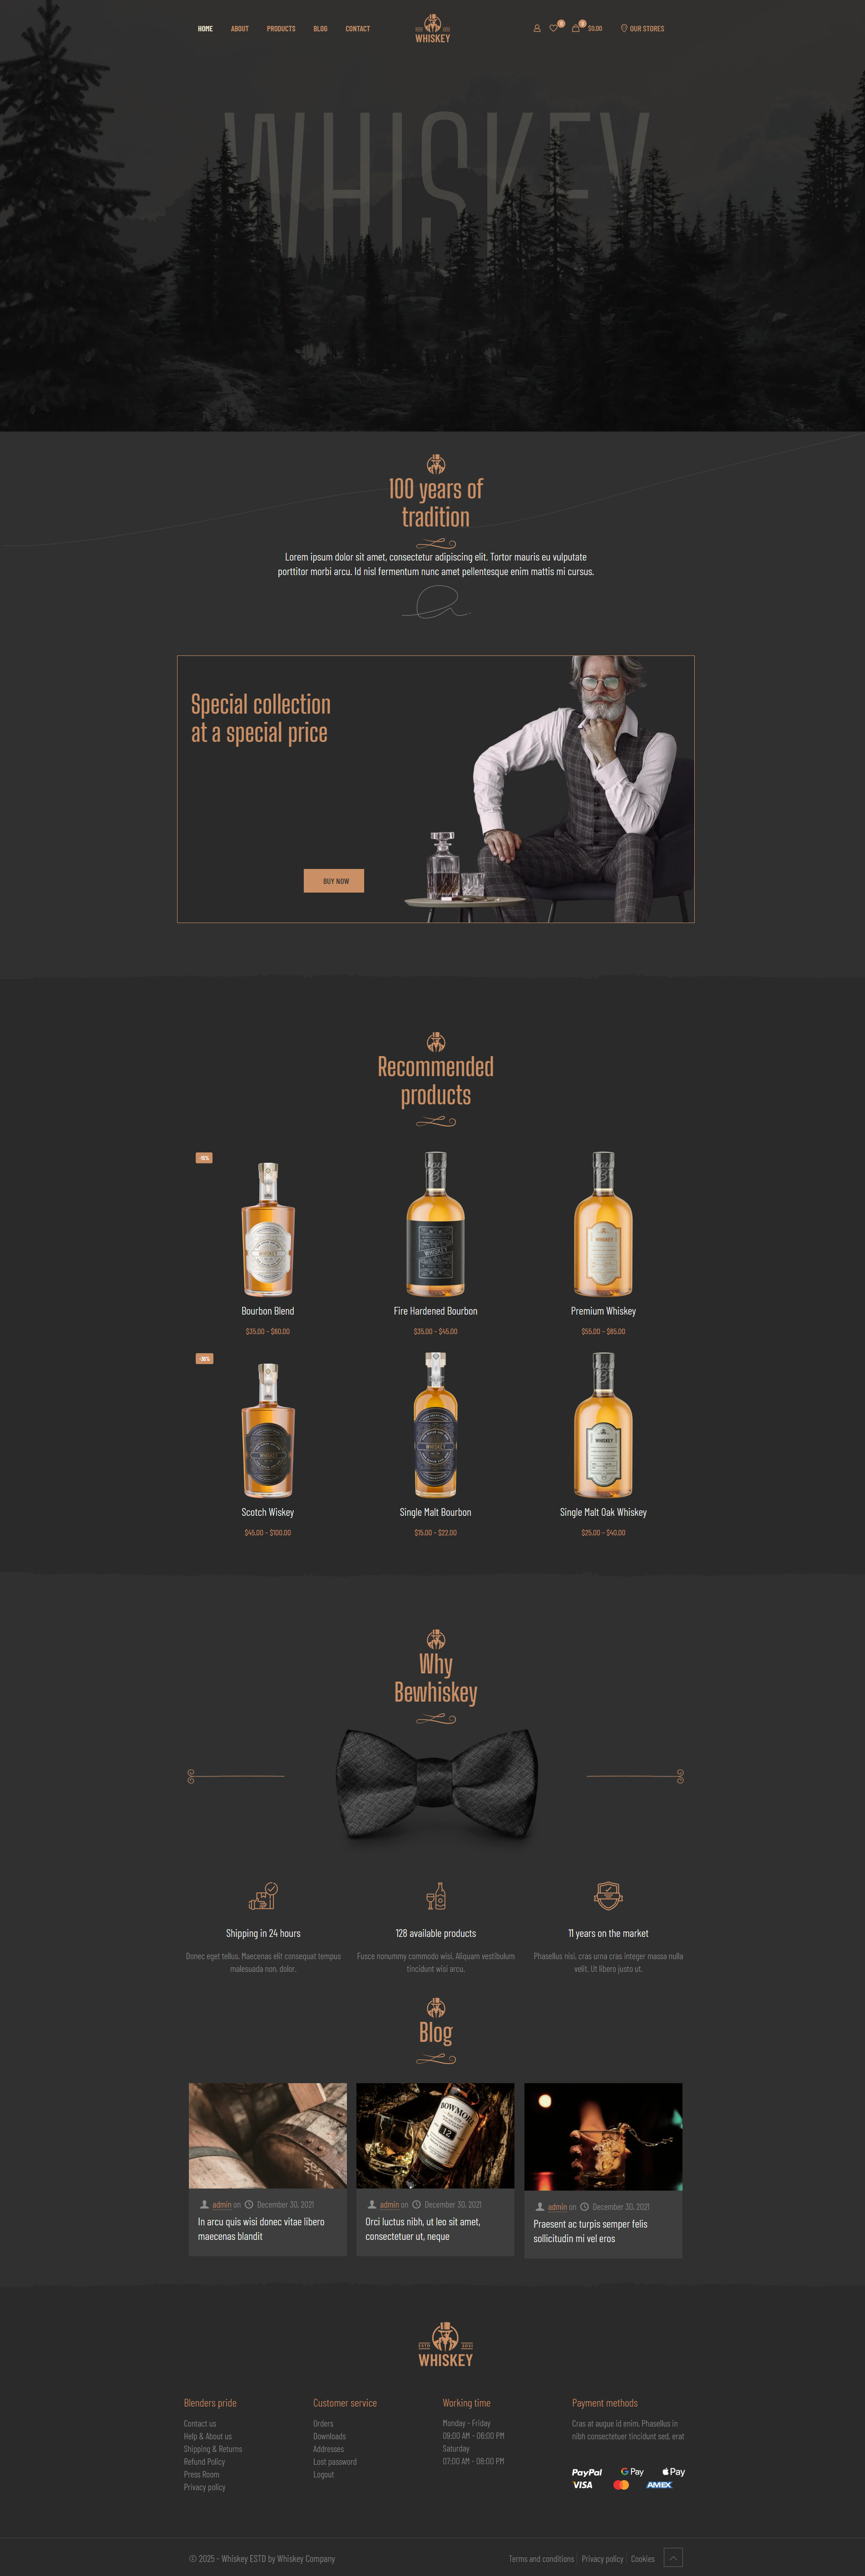 HOME ABOUT PRODUCTS BLOG CONTACT
WHISKEY
0 0 $0.00 OUR STORES
WHISKEY
100 years of
tradition
Lorem ipsum dolor sit amet, consectetur adipiscing elit. Tortor mauris eu vulputate
porttitor morbi arcu. Id nisl fermentum nunc amet pellentesque enim mattis mi cursus.
Special collection
at a special price
BUY NOW
Recommended
products
-15%
WHISKEY
WHISKEY
WHISKEY
Bourbon Blend
$35.00 – $60.00
Fire Hardened Bourbon
$35.00 – $45.00
Premium Whiskey
$55.00 – $85.00
WHISKEY
WHISKEY
WHISKEY
Scotch Wiskey
$45.00 – $100.00
Single Malt Bourbon
$15.00 – $22.00
Single Malt Oak Whiskey
$25.00 – $40.00
Why
Bewhiskey
Shipping in 24 hours
Donec eget tellus. Maecenas elit consequat tempus
malesuada non, dolor.
128 available products
Fusce nonummy commodo wisi. Aliquam vestibulum
tincidunt wisi arcu.
11 years on the market
Phasellus nisi, cras urna cras integer massa nulla
velit. Ut libero justo ut.
Blog
BOWMORE
12
admin on December 30, 2021
In arcu quis wisi donec vitae libero
maecenas blandit
admin on December 30, 2021
Orci luctus nibh, ut leo sit amet,
consectetuer ut, neque
admin on December 30, 2021
Praesent ac turpis semper felis
sollicitudin mi vel eros
ESTD
WHISKEY
Blenders pride
Contact us
Help & About us
Shipping & Returns
Refund Policy
Press Room
Privacy policy
Customer service
Orders
Downloads
Addresses
Lost password
Logout
Working time
Monday - Friday
09:00 AM - 06:00 PM
Saturday
07:00 AM - 08:00 PM
Payment methods
Cras at augue id enim. Phasellus in
nibh consectetuer tincidunt sed, erat
PayPal G Pay Pay
VISA AMEX
© 2025 - Whiskey ESTD by Whiskey Company
Terms and conditions Privacy policy Cookies